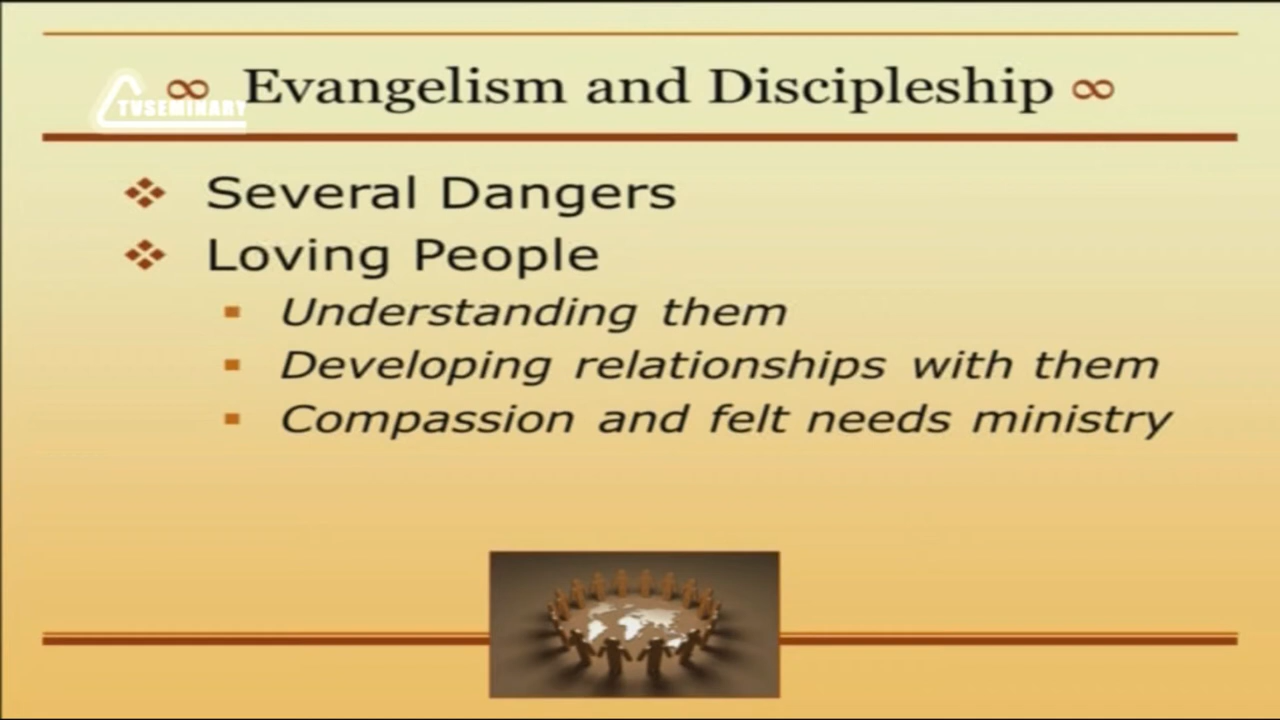 ∞ Evangelism and Discipleship ∞
TVSEMINARY
Several Dangers
Loving People
Understanding them
Developing relationships with them
Compassion and felt needs ministry